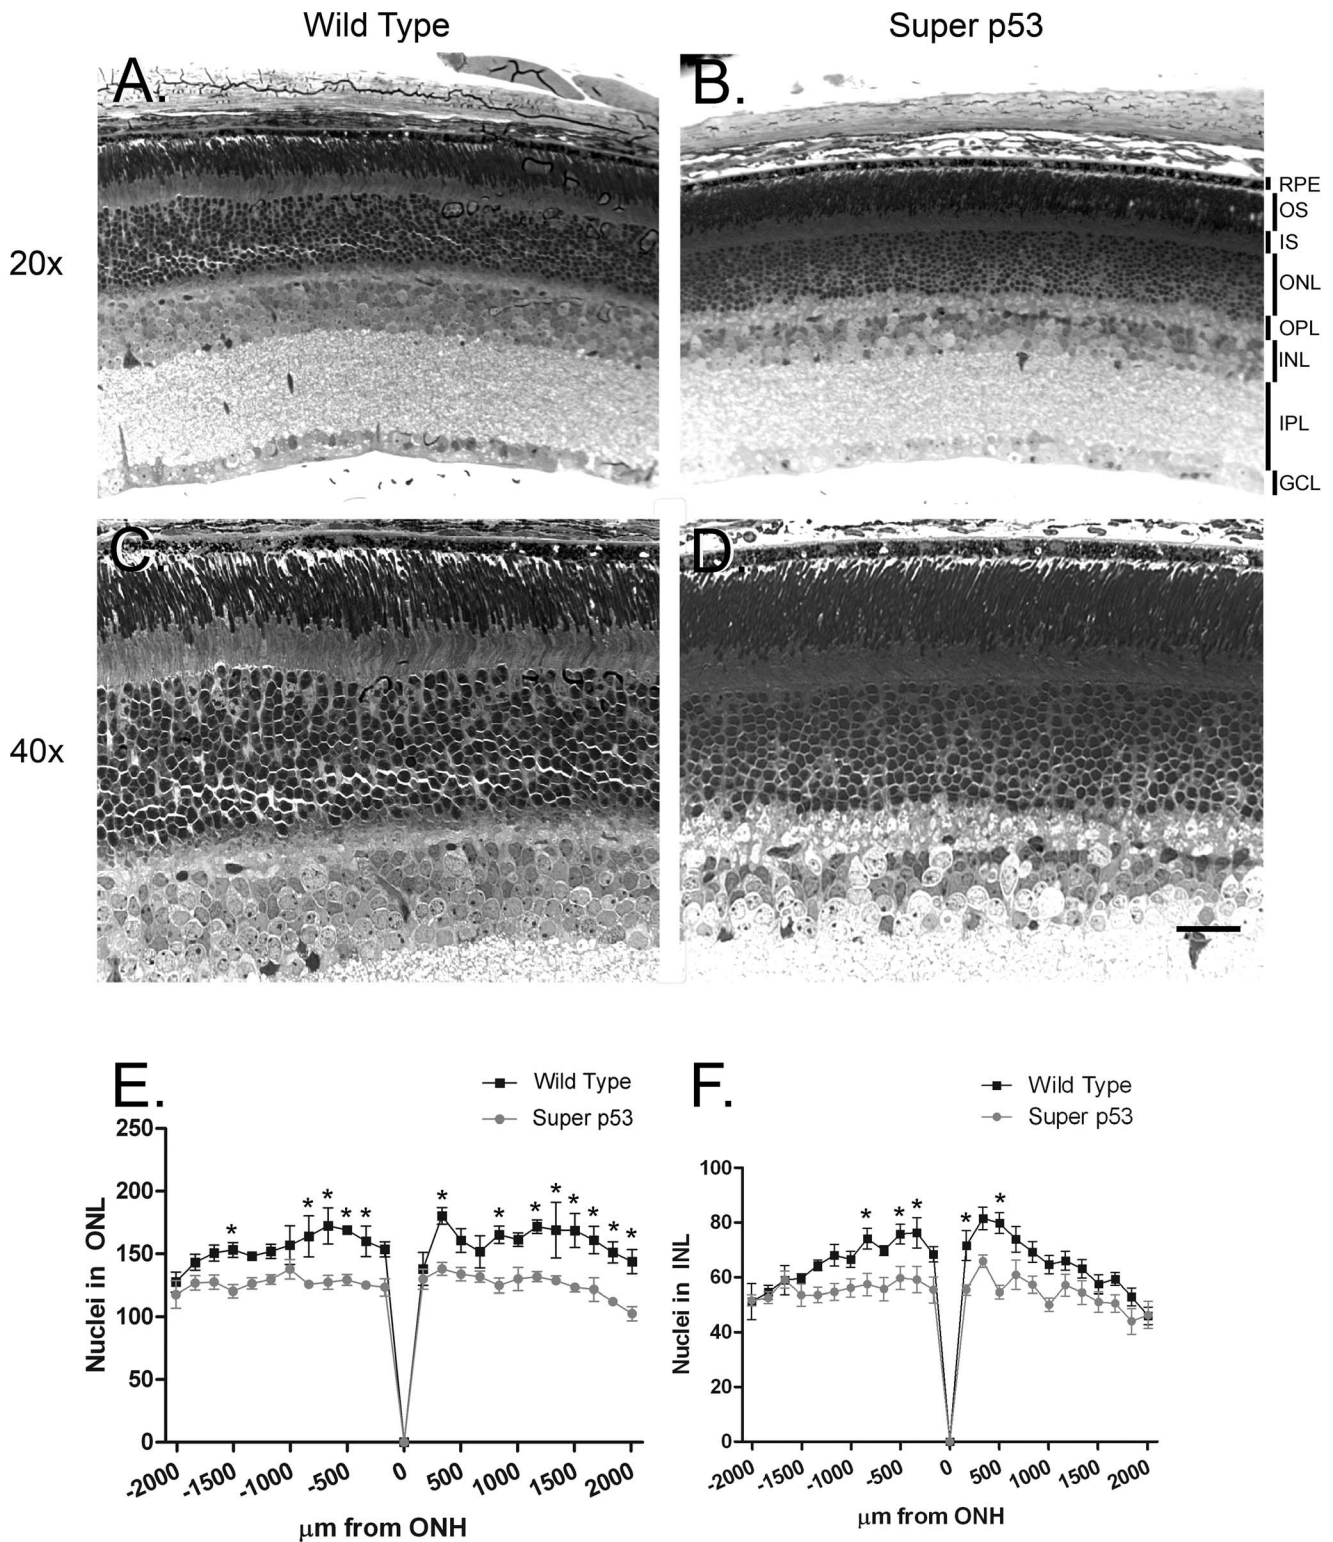 Wild Type
Super p53
A.
B.
20x
RPE
OS
IS
ONL
OPL
INL
IPL
GCL
C.
D.
40x
E.
Wild Type
Super p53
250
200
150
100
50
0
Nuclei in ONL
* * * * * * * * * * * * *
-2000 -1500 -1000 -500 0 500 1000 1500 2000
µm from ONH
F.
Wild Type
Super p53
100
80
60
40
20
0
Nuclei in INL
* * * * *
-2000 -1500 -1000 -500 0 500 1000 1500 2000
µm from ONH